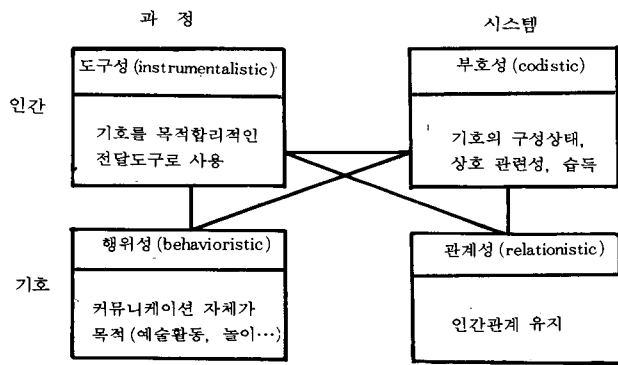 과 정
시스템
인간
도구성 (instrumentalistic)
기호를 목적합리적인
전달도구로 사용
부호성 (codistic)
기호의 구성상태,
상호 관련성, 습득
기호
행위성 (behavioristic)
커뮤니케이션 자체가
목적 (예술활동, 놀이…)
관계성 (relationistic)
인간관계 유지